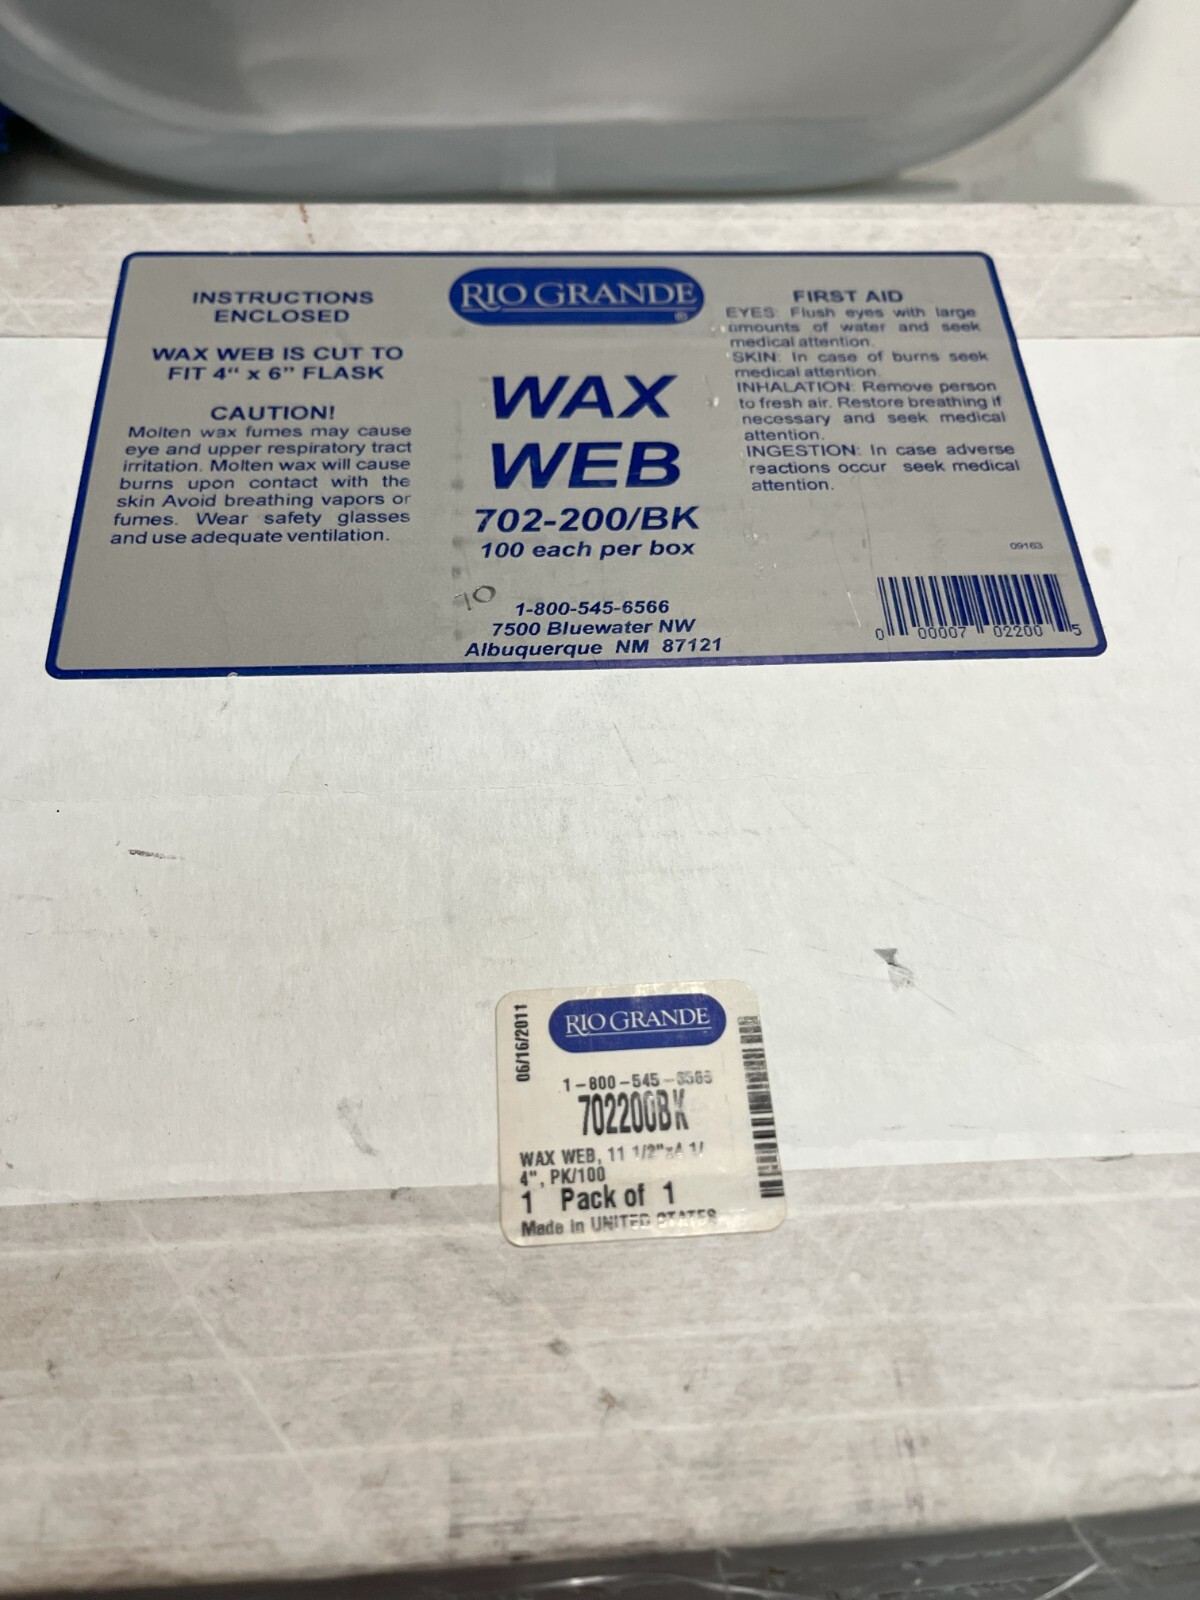 INSTRUCTIONS
ENCLOSED
WAX WEB IS CUT TO
FIT 4“ x 6” FLASK
CAUTION!
Molten wax fumes may cause
eye and upper respiratory tract
irritation. Molten wax will cause
burns upon contact with the
skin Avoid breathing vapors or
fumes. Wear safety glasses
and use adequate ventilation.
RIO GRANDE
®
WAX
WEB
702-200/BK
100 each per box
10
1-800-545-6566
7500 Bluewater NW
Albuquerque NM 87121
FIRST AID
EYES: Flush eyes with large
amounts of water and seek
medical attention.
SKIN: In case of burns seek
medical attention.
INHALATION: Remove person
to fresh air. Restore breathing if
necessary and seek medical
attention.
INGESTION: In case adverse
reactions occur seek medical
attention.
09163
0 00007 02200 5
06/16/2011
RIO GRANDE
1-800-545-6566
702200BK
WAX WEB, 11 1/2"x4 1/
4", PK/100
1 Pack of 1
Made in UNITED STATES